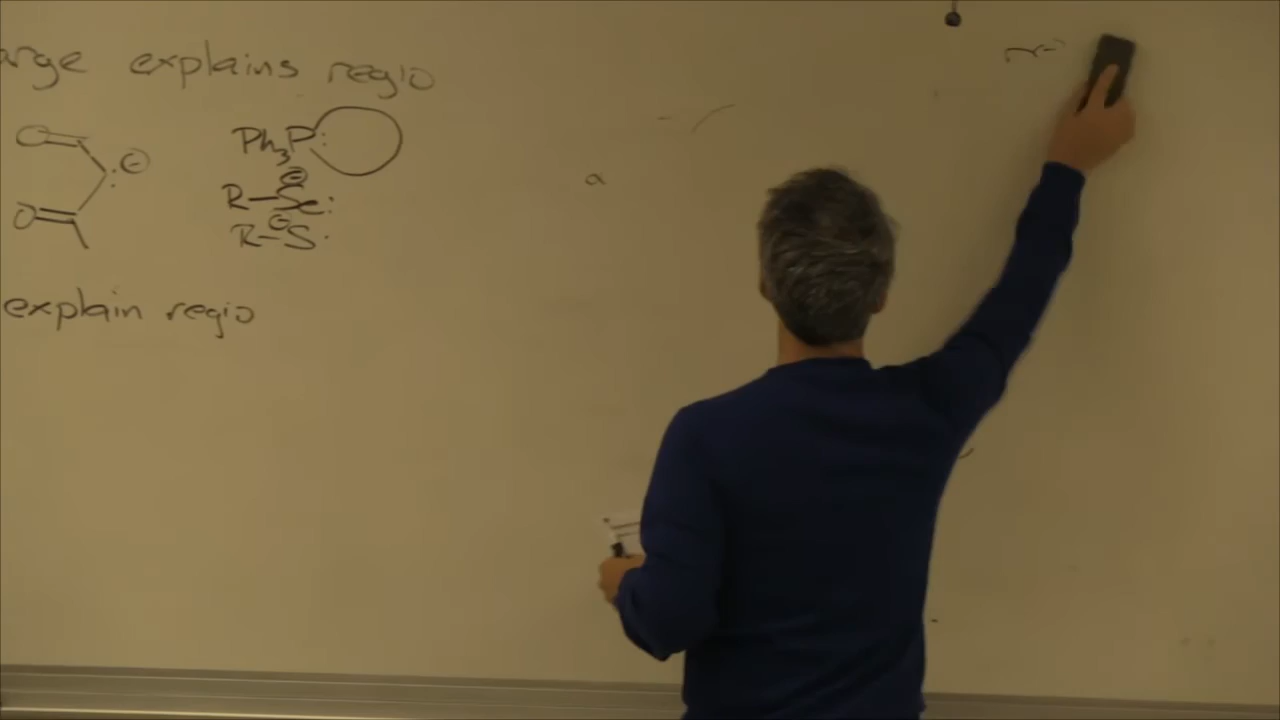 arge explains regio
O ⊖ Ph₃P:
⊖
R-Se:
O ⊖
R-S:
a
explain regio